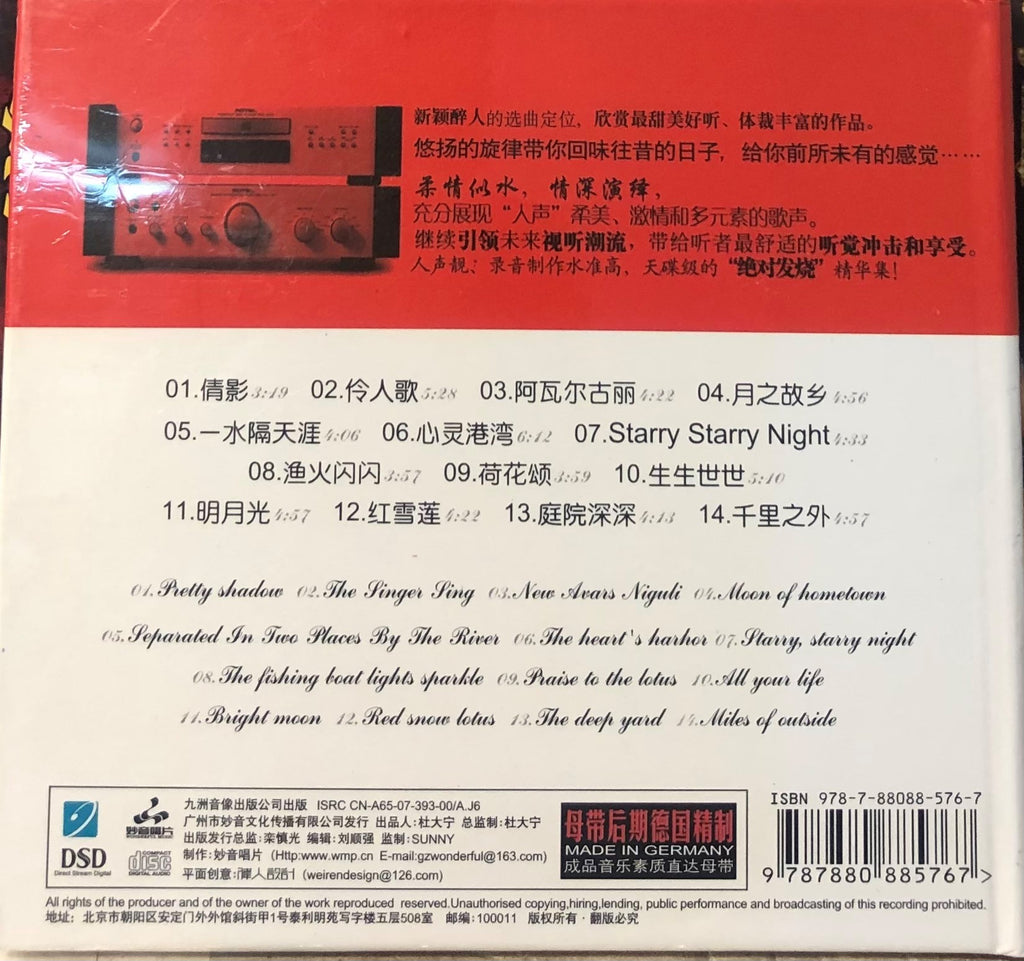 新颖醉人的选曲定位，欣赏最甜美好听、体裁丰富的作品。
悠扬的旋律带你回味往昔的日子，给你前所未有的感觉……
柔情似水，情深演绎，
充分展现“人声”柔美、激情和多元素的歌声。
继续引领未来视听潮流，带给听者最舒适的听觉冲击和享受。
人声靓；录音制作水准高，天碟级的“绝对发烧”精华集！
01.倩影3:19 02.伶人歌5:28 03.阿瓦尔古丽4:22 04.月之故乡4:56
05.一水隔天涯4:06 06.心灵港湾6:12 07.Starry Starry Night4:33
08.渔火闪闪3:57 09.荷花颂3:59 10.生生世世5:10
11.明月光4:57 12.红雪莲4:22 13.庭院深深4:13 14.千里之外4:57
01.Pretty shadow 02.The Singer Sing 03.New Avars Niguli 04.Moon of hometown
05.Separated In Two Places By The River 06.The heart's harhor 07.Starry, starry night
08.The fishing boat lights sparkle 09.Praise to the lotus 10.All your life
11.Bright moon 12.Red snow lotus 13.The deep yard 14.Miles of outside
妙音唱片
WONDERFUL MUSIC
DSD
Direct Stream Digital
COMPACT
disc
DIGITAL AUDIO
九洲音像出版公司出版 ISRC CN-A65-07-393-00/A.J6
广州市妙音文化传播有限公司发行 出品人:杜大宁 总监制:杜大宁
出版发行总监:栾慎光 编辑:刘顺强 监制:SUNNY
制作:妙音唱片 (Http:www.wmp.cn E-mail:gzwonderful@163.com)
平面创意: (weirendesign@126.com)
母带后期德国精制
MADE IN GERMANY
成品音乐素质直达母带
ISBN 978-7-88088-576-7
9 787880 885767 >
All rights of the producer and of the owner of the work reproduced reserved.Unauthorised copying,hiring,lending, public performance and broadcasting of this recording prohibited.
地址：北京市朝阳区安定门外外馆斜街甲1号泰利明苑写字楼五层508室 邮编:100011 版权所有·翻版必究